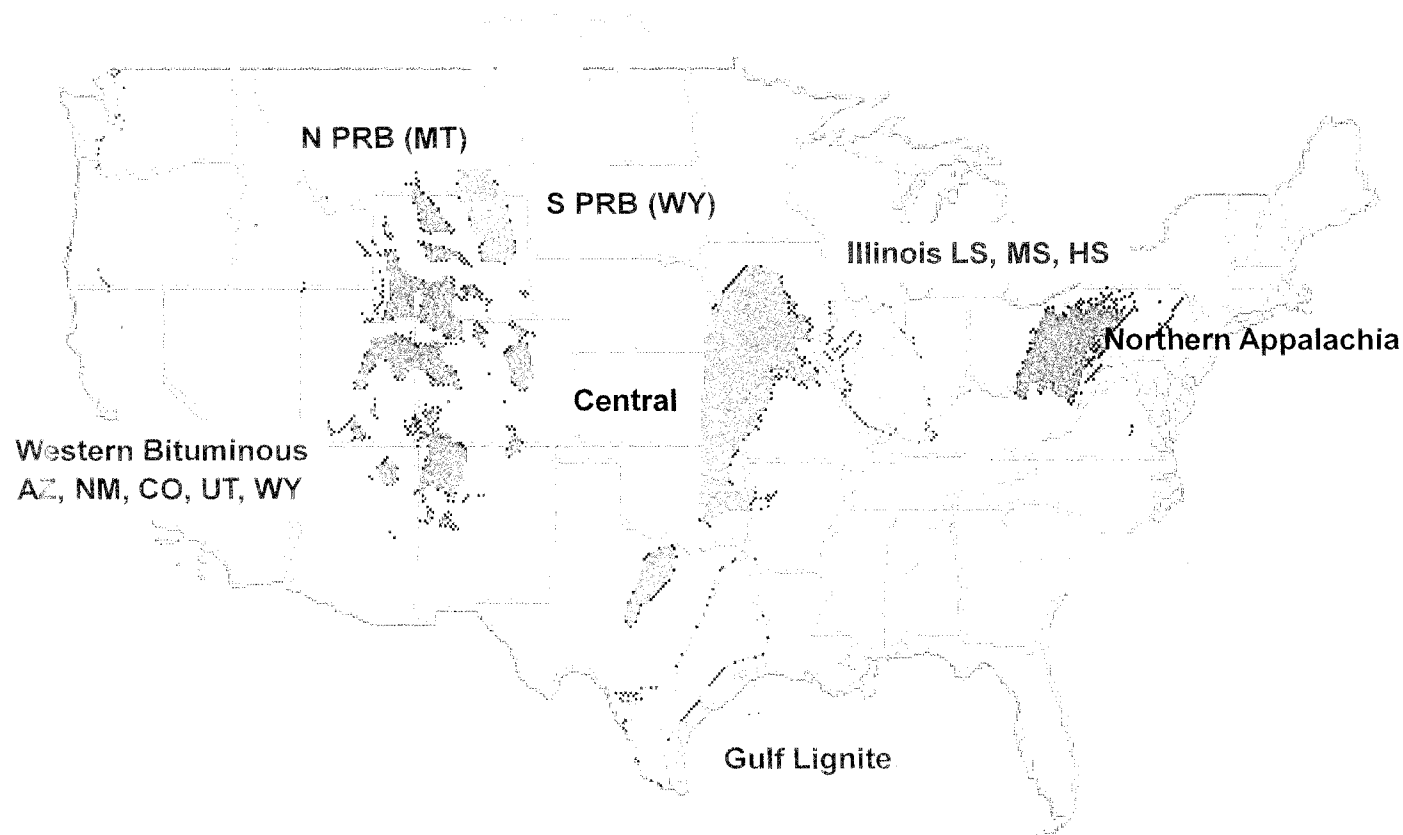 N PRB (MT)
S PRB (WY)
Illinois LS, MS, HS
Northern Appalachia
Central
Western Bituminous
AZ, NM, CO, UT, WY
Gulf Lignite